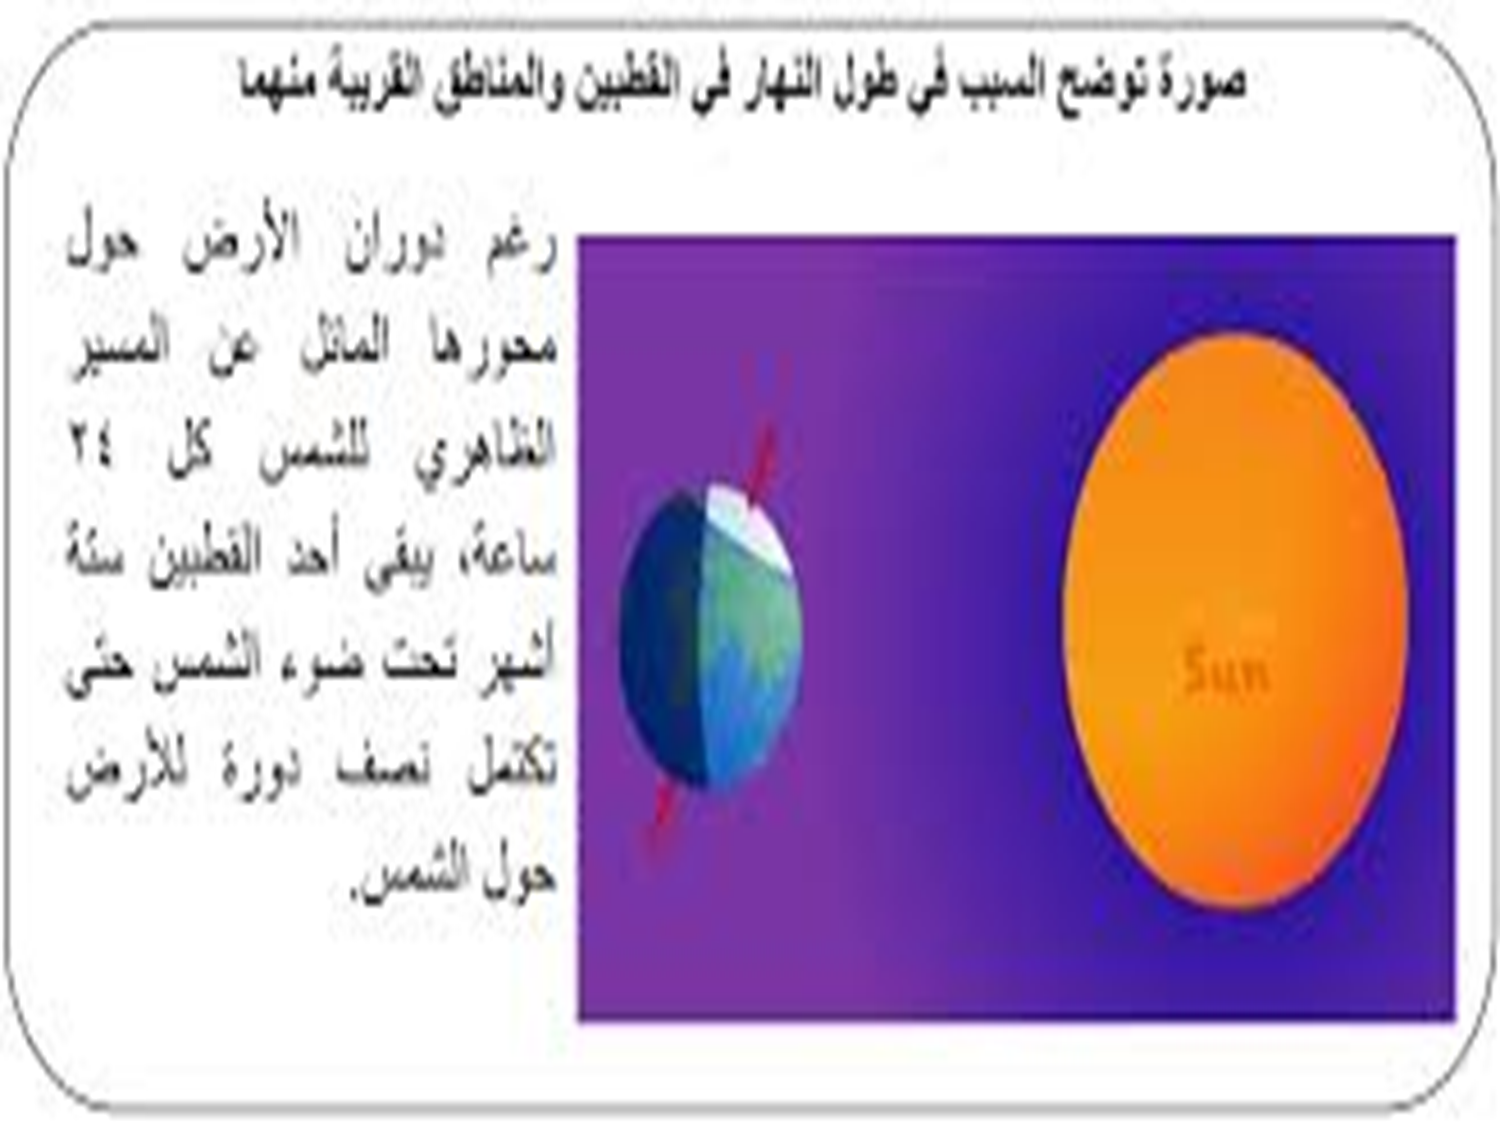 صورة توضح السبب في طول النهار في القطبين والمناطق القريبة منهما
رغم دوران الأرض حول
محورها المائل عن المسير
الظاهري للشمس كل ٢٤
ساعة، يبقى أحد القطبين ستة
أشهر تحت ضوء الشمس حتى
تكتمل نصف دورة للأرض
حول الشمس.
Sun